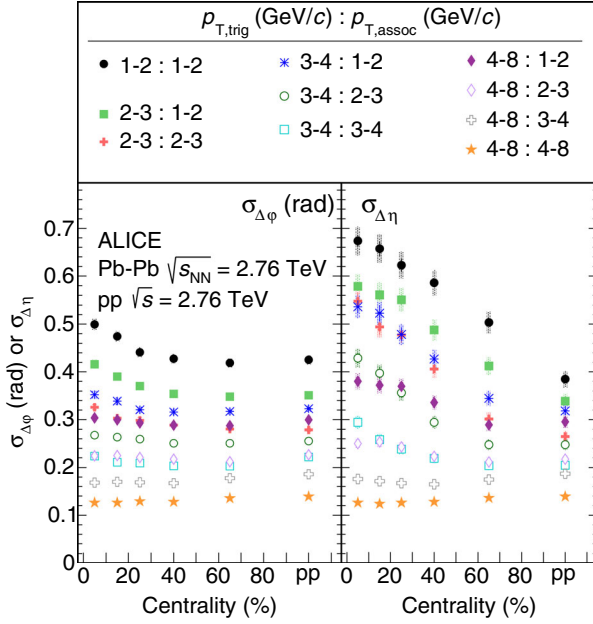 p_T,trig (GeV/c) : p_T,assoc (GeV/c)
1-2 : 1-2
3-4 : 1-2
4-8 : 1-2
2-3 : 1-2
3-4 : 2-3
4-8 : 2-3
2-3 : 2-3
3-4 : 3-4
4-8 : 3-4
4-8 : 4-8
σ_Δφ (rad)
σ_Δη
ALICE
Pb-Pb √s_NN = 2.76 TeV
pp √s = 2.76 TeV
σ_Δφ (rad) or σ_Δη
0.7
0.6
0.5
0.4
0.3
0.2
0.1
0
0 20 40 60 80 pp
0 20 40 60 80 pp
Centrality (%)
Centrality (%)